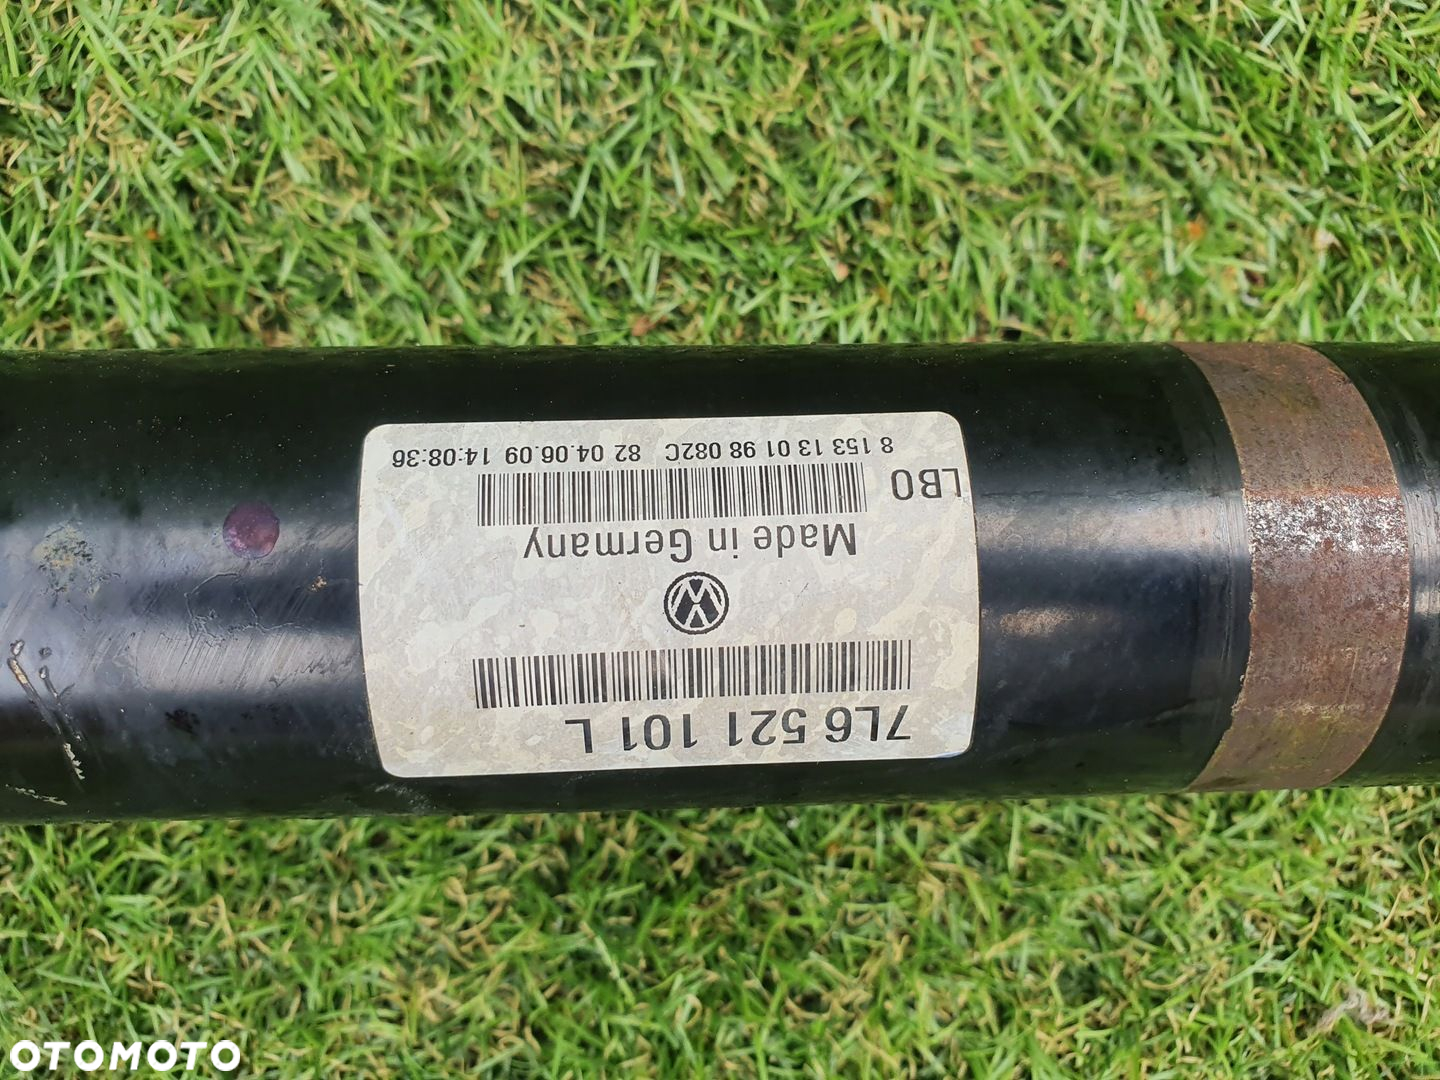 7L6 521 101 L
Made in Germany
LB0
8 153 13 01 98 082C 82 04.06.09 14:08:36
OTOMOTO